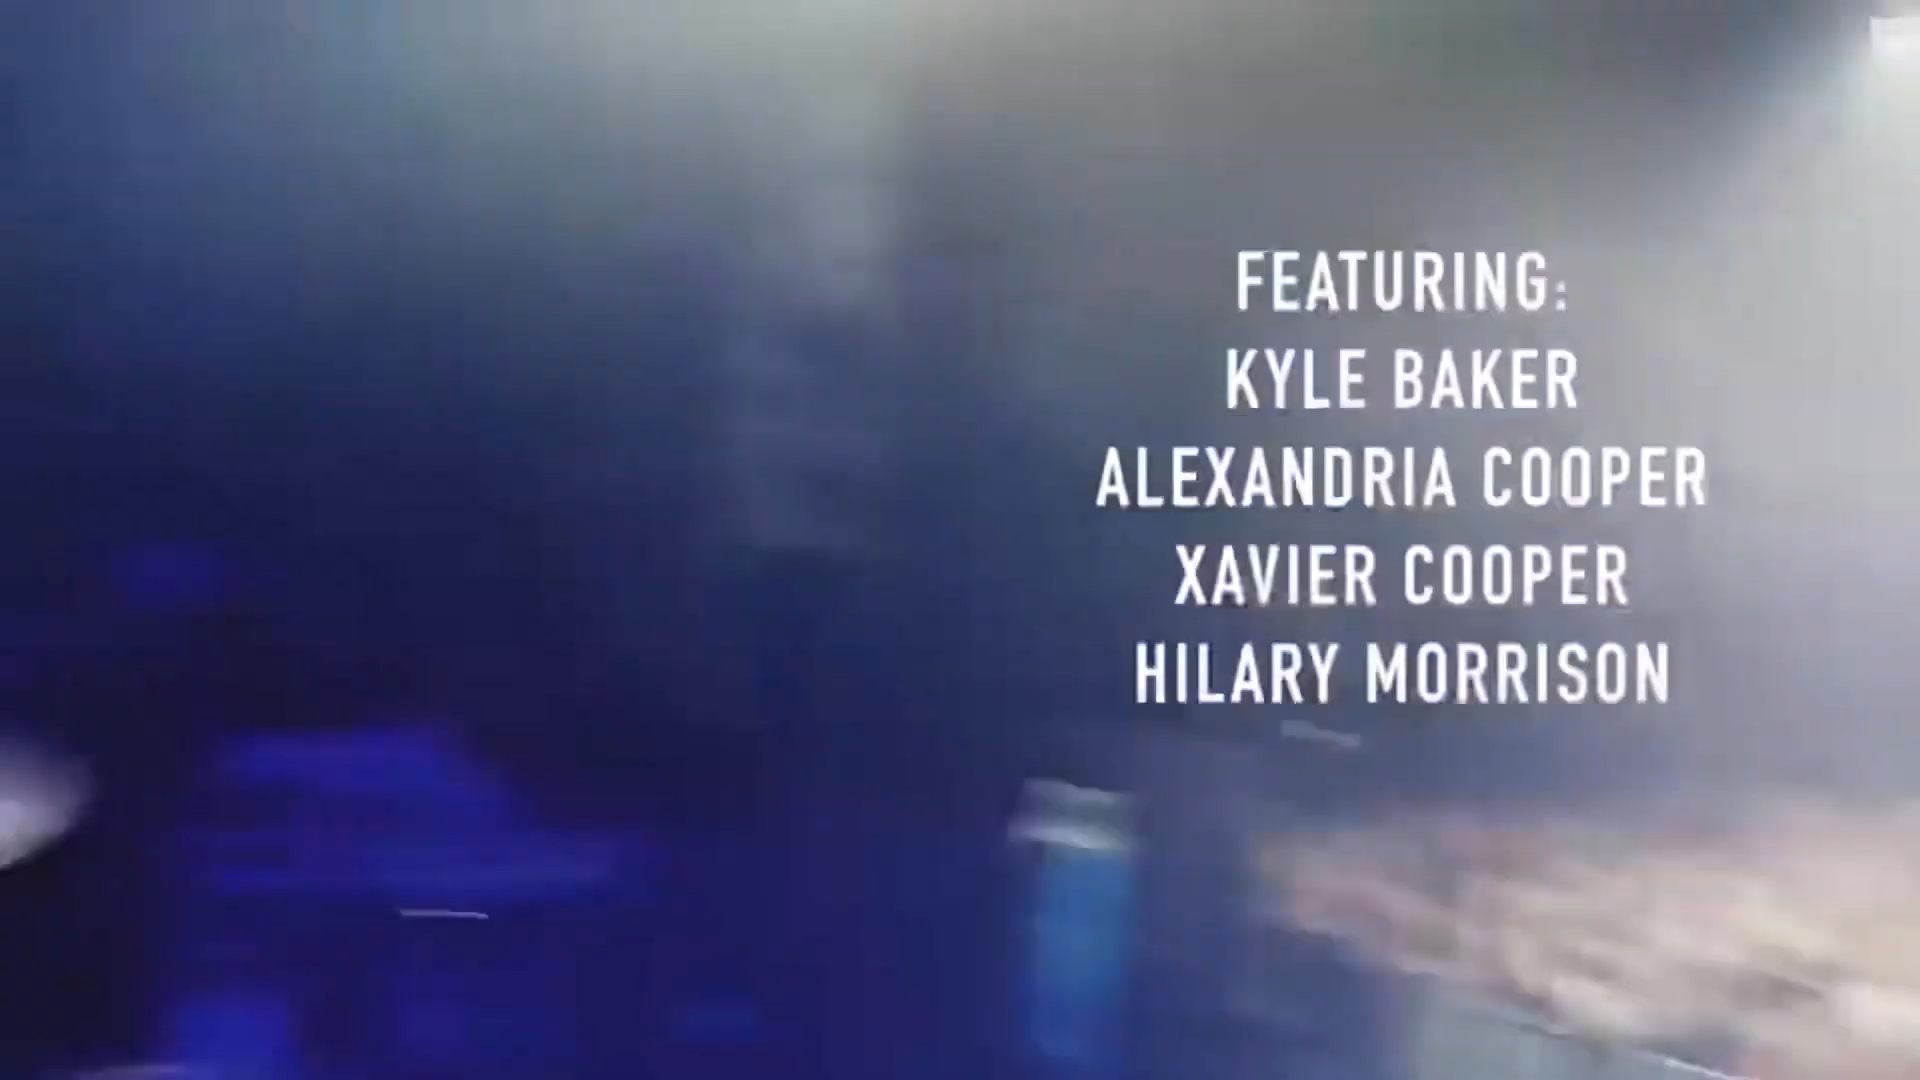 FEATURING:
KYLE BAKER
ALEXANDRIA COOPER
XAVIER COOPER
HILARY MORRISON